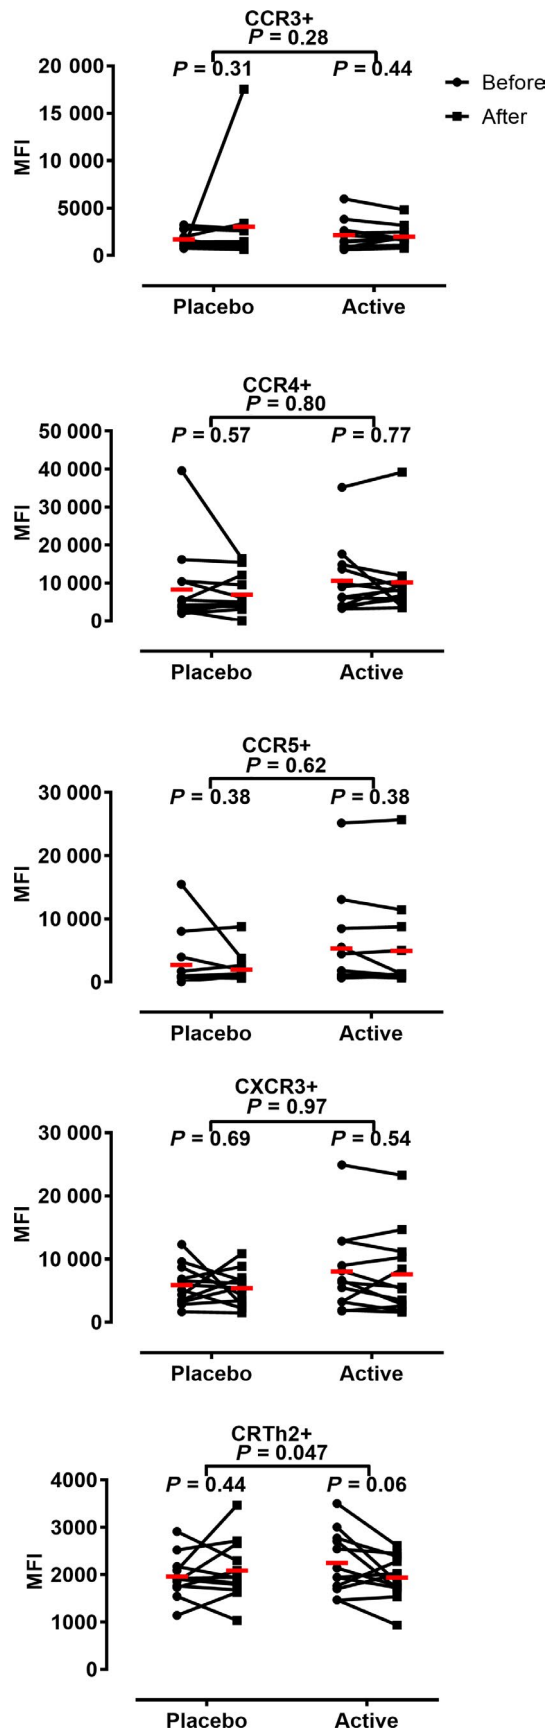 CCR3+
P = 0.28
P = 0.31 P = 0.44
Before
After
MFI
20 000
15 000
10 000
5000
0
Placebo Active
CCR4+
P = 0.80
P = 0.57 P = 0.77
MFI
50 000
40 000
30 000
20 000
10 000
0
Placebo Active
CCR5+
P = 0.62
P = 0.38 P = 0.38
MFI
30 000
20 000
10 000
0
Placebo Active
CXCR3+
P = 0.97
P = 0.69 P = 0.54
MFI
30 000
20 000
10 000
0
Placebo Active
CRTh2+
P = 0.047
P = 0.44 P = 0.06
MFI
4000
3000
2000
1000
0
Placebo Active